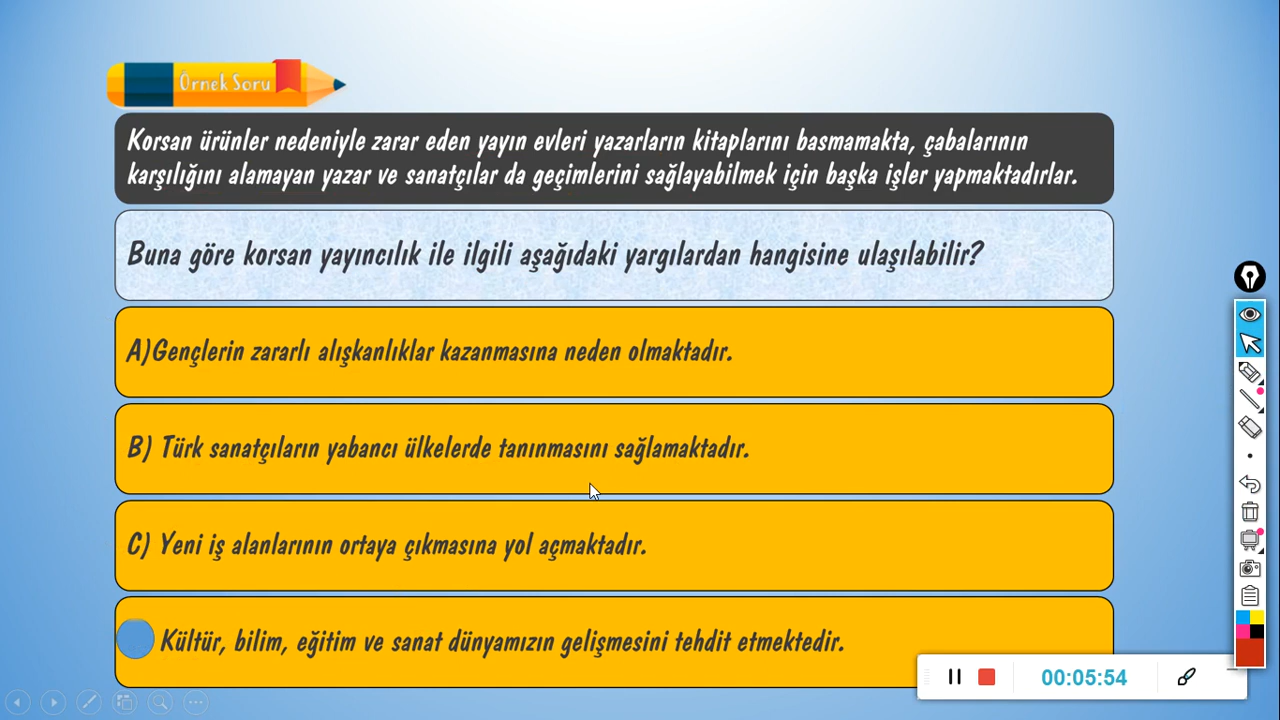 Örnek Soru
Korsan ürünler nedeniyle zarar eden yayın evleri yazarların kitaplarını basmamakta, çabalarının
karşılığını alamayan yazar ve sanatçılar da geçimlerini sağlayabilmek için başka işler yapmaktadırlar.
Buna göre korsan yayıncılık ile ilgili aşağıdaki yargılardan hangisine ulaşılabilir?
A)Gençlerin zararlı alışkanlıklar kazanmasına neden olmaktadır.
B) Türk sanatçıların yabancı ülkelerde tanınmasını sağlamaktadır.
C) Yeni iş alanlarının ortaya çıkmasına yol açmaktadır.
Kültür, bilim, eğitim ve sanat dünyamızın gelişmesini tehdit etmektedir.
00:05:54